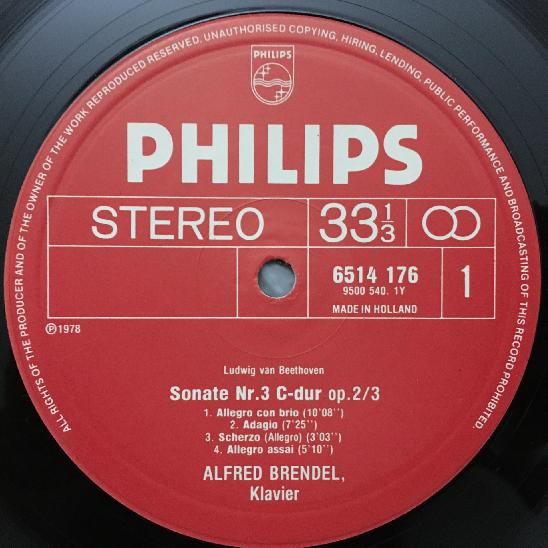 ALL RIGHTS OF THE PRODUCER AND OF THE OWNER OF THE WORK REPRODUCED RESERVED. UNAUTHORISED COPYING, HIRING, LENDING, PUBLIC PERFORMANCE AND BROADCASTING OF THIS RECORD PROHIBITED.
PHILIPS
PHILIPS
STEREO
33 1/3
6514 176
9500 540. 1Y
MADE IN HOLLAND
1
Ⓟ1978
Ludwig van Beethoven
Sonate Nr.3 C-dur op.2/3
1. Allegro con brio (10'08'')
2. Adagio (7'25'')
3. Scherzo (Allegro) (3'03'')
4. Allegro assai (5'10'')
ALFRED BRENDEL,
Klavier